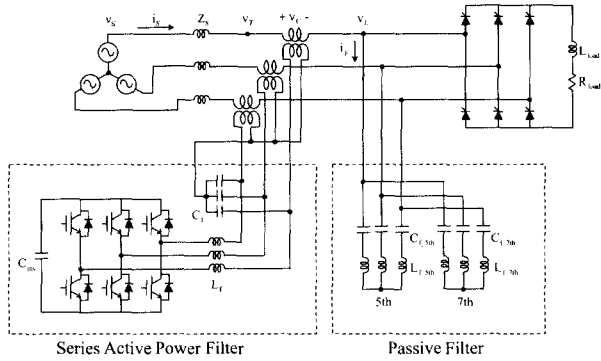 v_S i_S Z_S v_T + v_C - v_L
i_F
L_load
R_load
C_f
C_inv
L_f
C_f_5th C_f_7th
L_f_5th L_f_7th
5th 7th
Series Active Power Filter Passive Filter